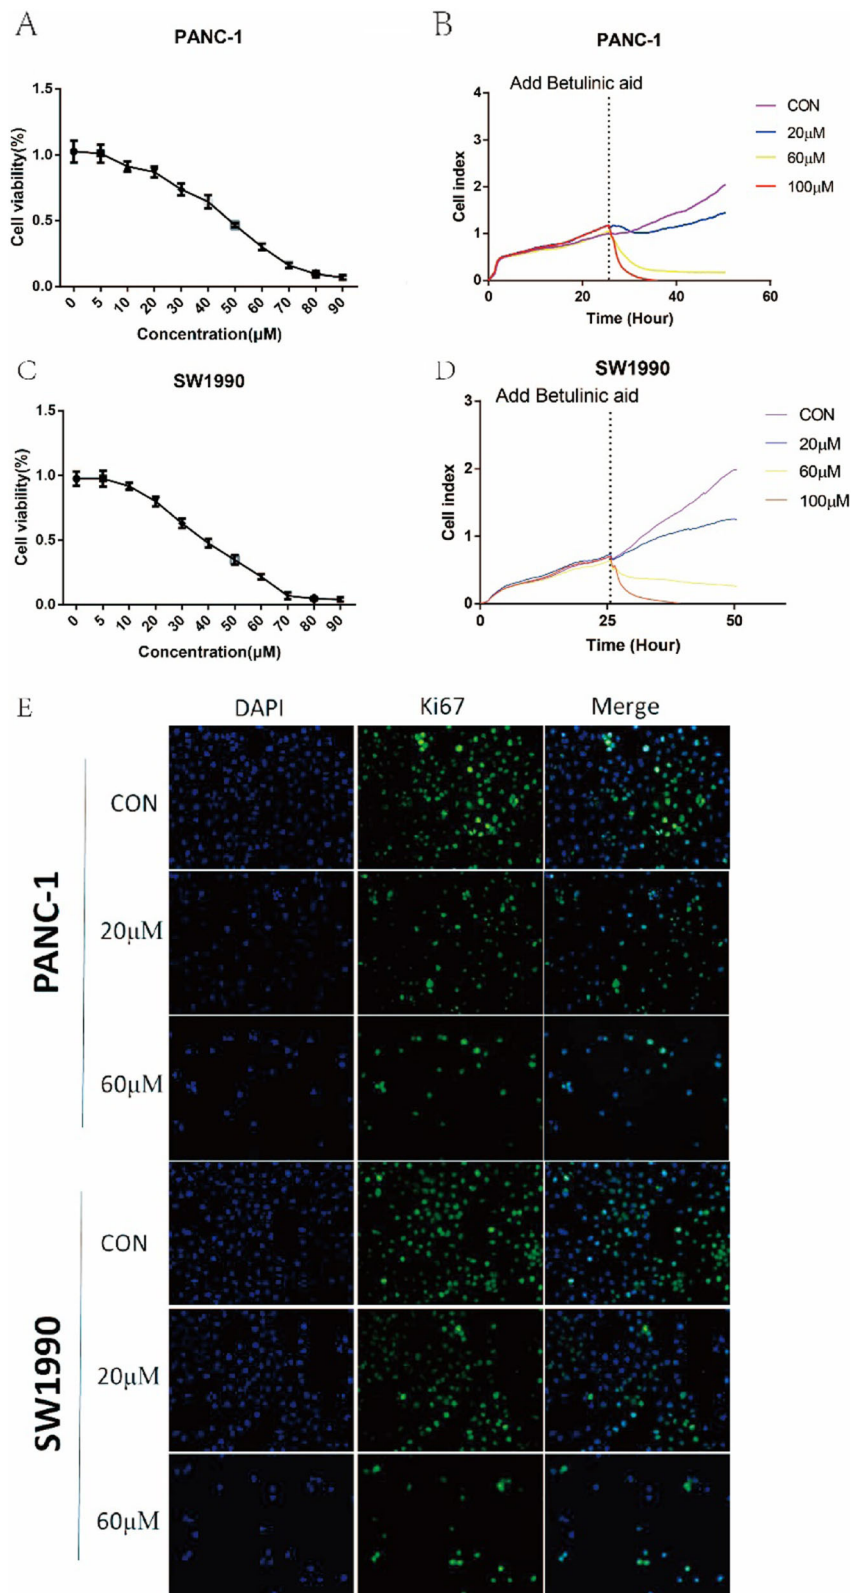 A
PANC-1
Cell viability(%)
1.5
1.0
0.5
0.0
0 5 10 20 30 40 50 60 70 80 90
Concentration(μM)
B
PANC-1
Add Betulinic aid
Cell index
4
3
2
1
0
0 20 40 60
Time (Hour)
CON
20μM
60μM
100μM
C
SW1990
Cell viability(%)
1.5
1.0
0.5
0.0
0 5 10 20 30 40 50 60 70 80 90
Concentration(μM)
D
SW1990
Add Betulinic aid
Cell index
3
2
1
0
0 25 50
Time (Hour)
CON
20μM
60μM
100μM
E
DAPI Ki67 Merge
PANC-1
CON
20μM
60μM
SW1990
CON
20μM
60μM